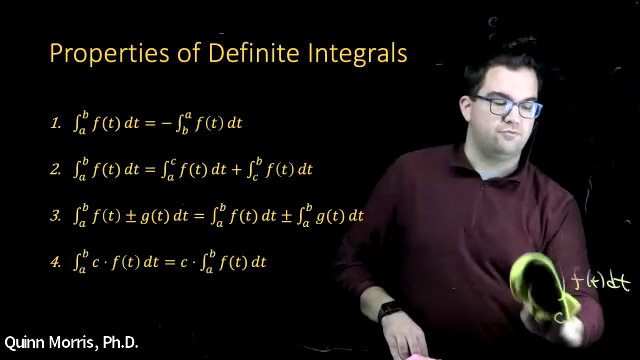 Properties of Definite Integrals
1. ∫_a^b f(t) dt = −∫_b^a f(t) dt
2. ∫_a^b f(t) dt = ∫_a^c f(t) dt + ∫_c^b f(t) dt
3. ∫_a^b f(t) ± g(t) dt = ∫_a^b f(t) dt ± ∫_a^b g(t) dt
4. ∫_a^b c · f(t) dt = c · ∫_a^b f(t) dt
f(t)dt
Quinn Morris, Ph.D.